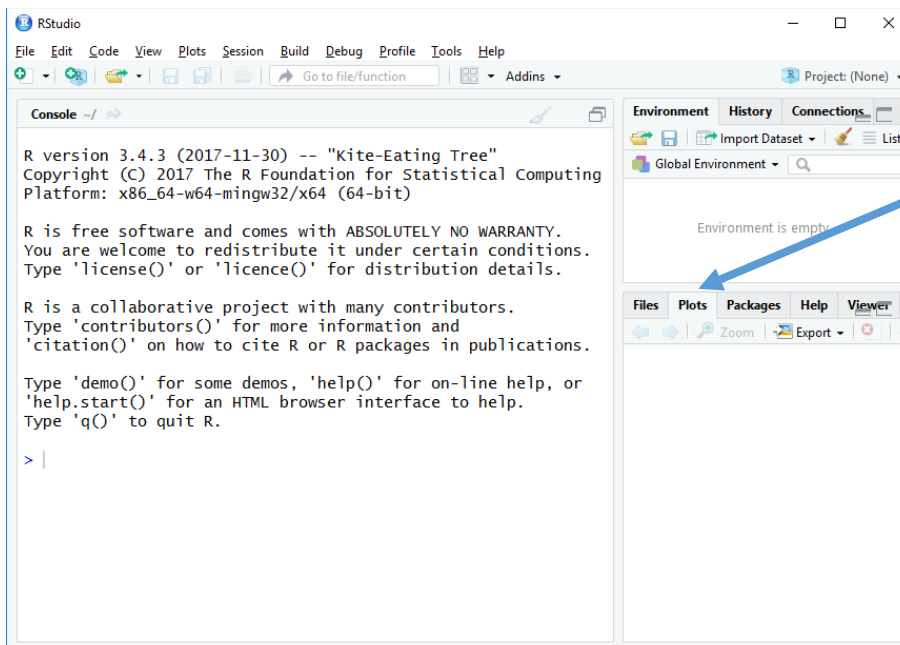 RStudio
File Edit Code View Plots Session Build Debug Profile Tools Help
Go to file/function Addins Project: (None)
Console ~/
R version 3.4.3 (2017-11-30) -- "Kite-Eating Tree"
Copyright (C) 2017 The R Foundation for Statistical Computing
Platform: x86_64-w64-mingw32/x64 (64-bit)
R is free software and comes with ABSOLUTELY NO WARRANTY.
You are welcome to redistribute it under certain conditions.
Type 'license()' or 'licence()' for distribution details.
R is a collaborative project with many contributors.
Type 'contributors()' for more information and
'citation()' on how to cite R or R packages in publications.
Type 'demo()' for some demos, 'help()' for on-line help, or
'help.start()' for an HTML browser interface to help.
Type 'q()' to quit R.
>
Environment History Connections
Import Dataset List
Global Environment
Environment is empty
Files Plots Packages Help Viewer
Zoom Export